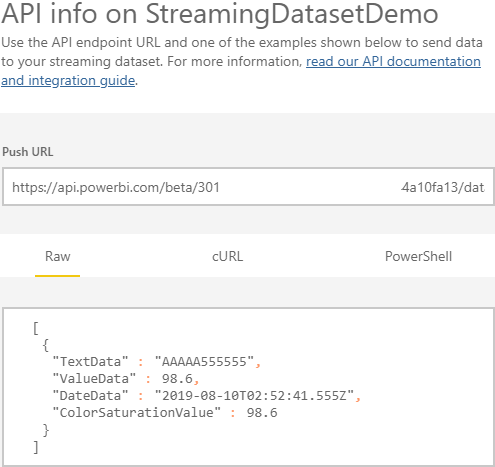 API info on StreamingDatasetDemo
Use the API endpoint URL and one of the examples shown below to send data
to your streaming dataset. For more information, read our API documentation
and integration guide.
Push URL
https://api.powerbi.com/beta/301 4a10fa13/dat
Raw cURL PowerShell
[
{
"TextData" : "AAAAA555555",
"ValueData" : 98.6,
"DateData" : "2019-08-10T02:52:41.555Z",
"ColorSaturationValue" : 98.6
}
]